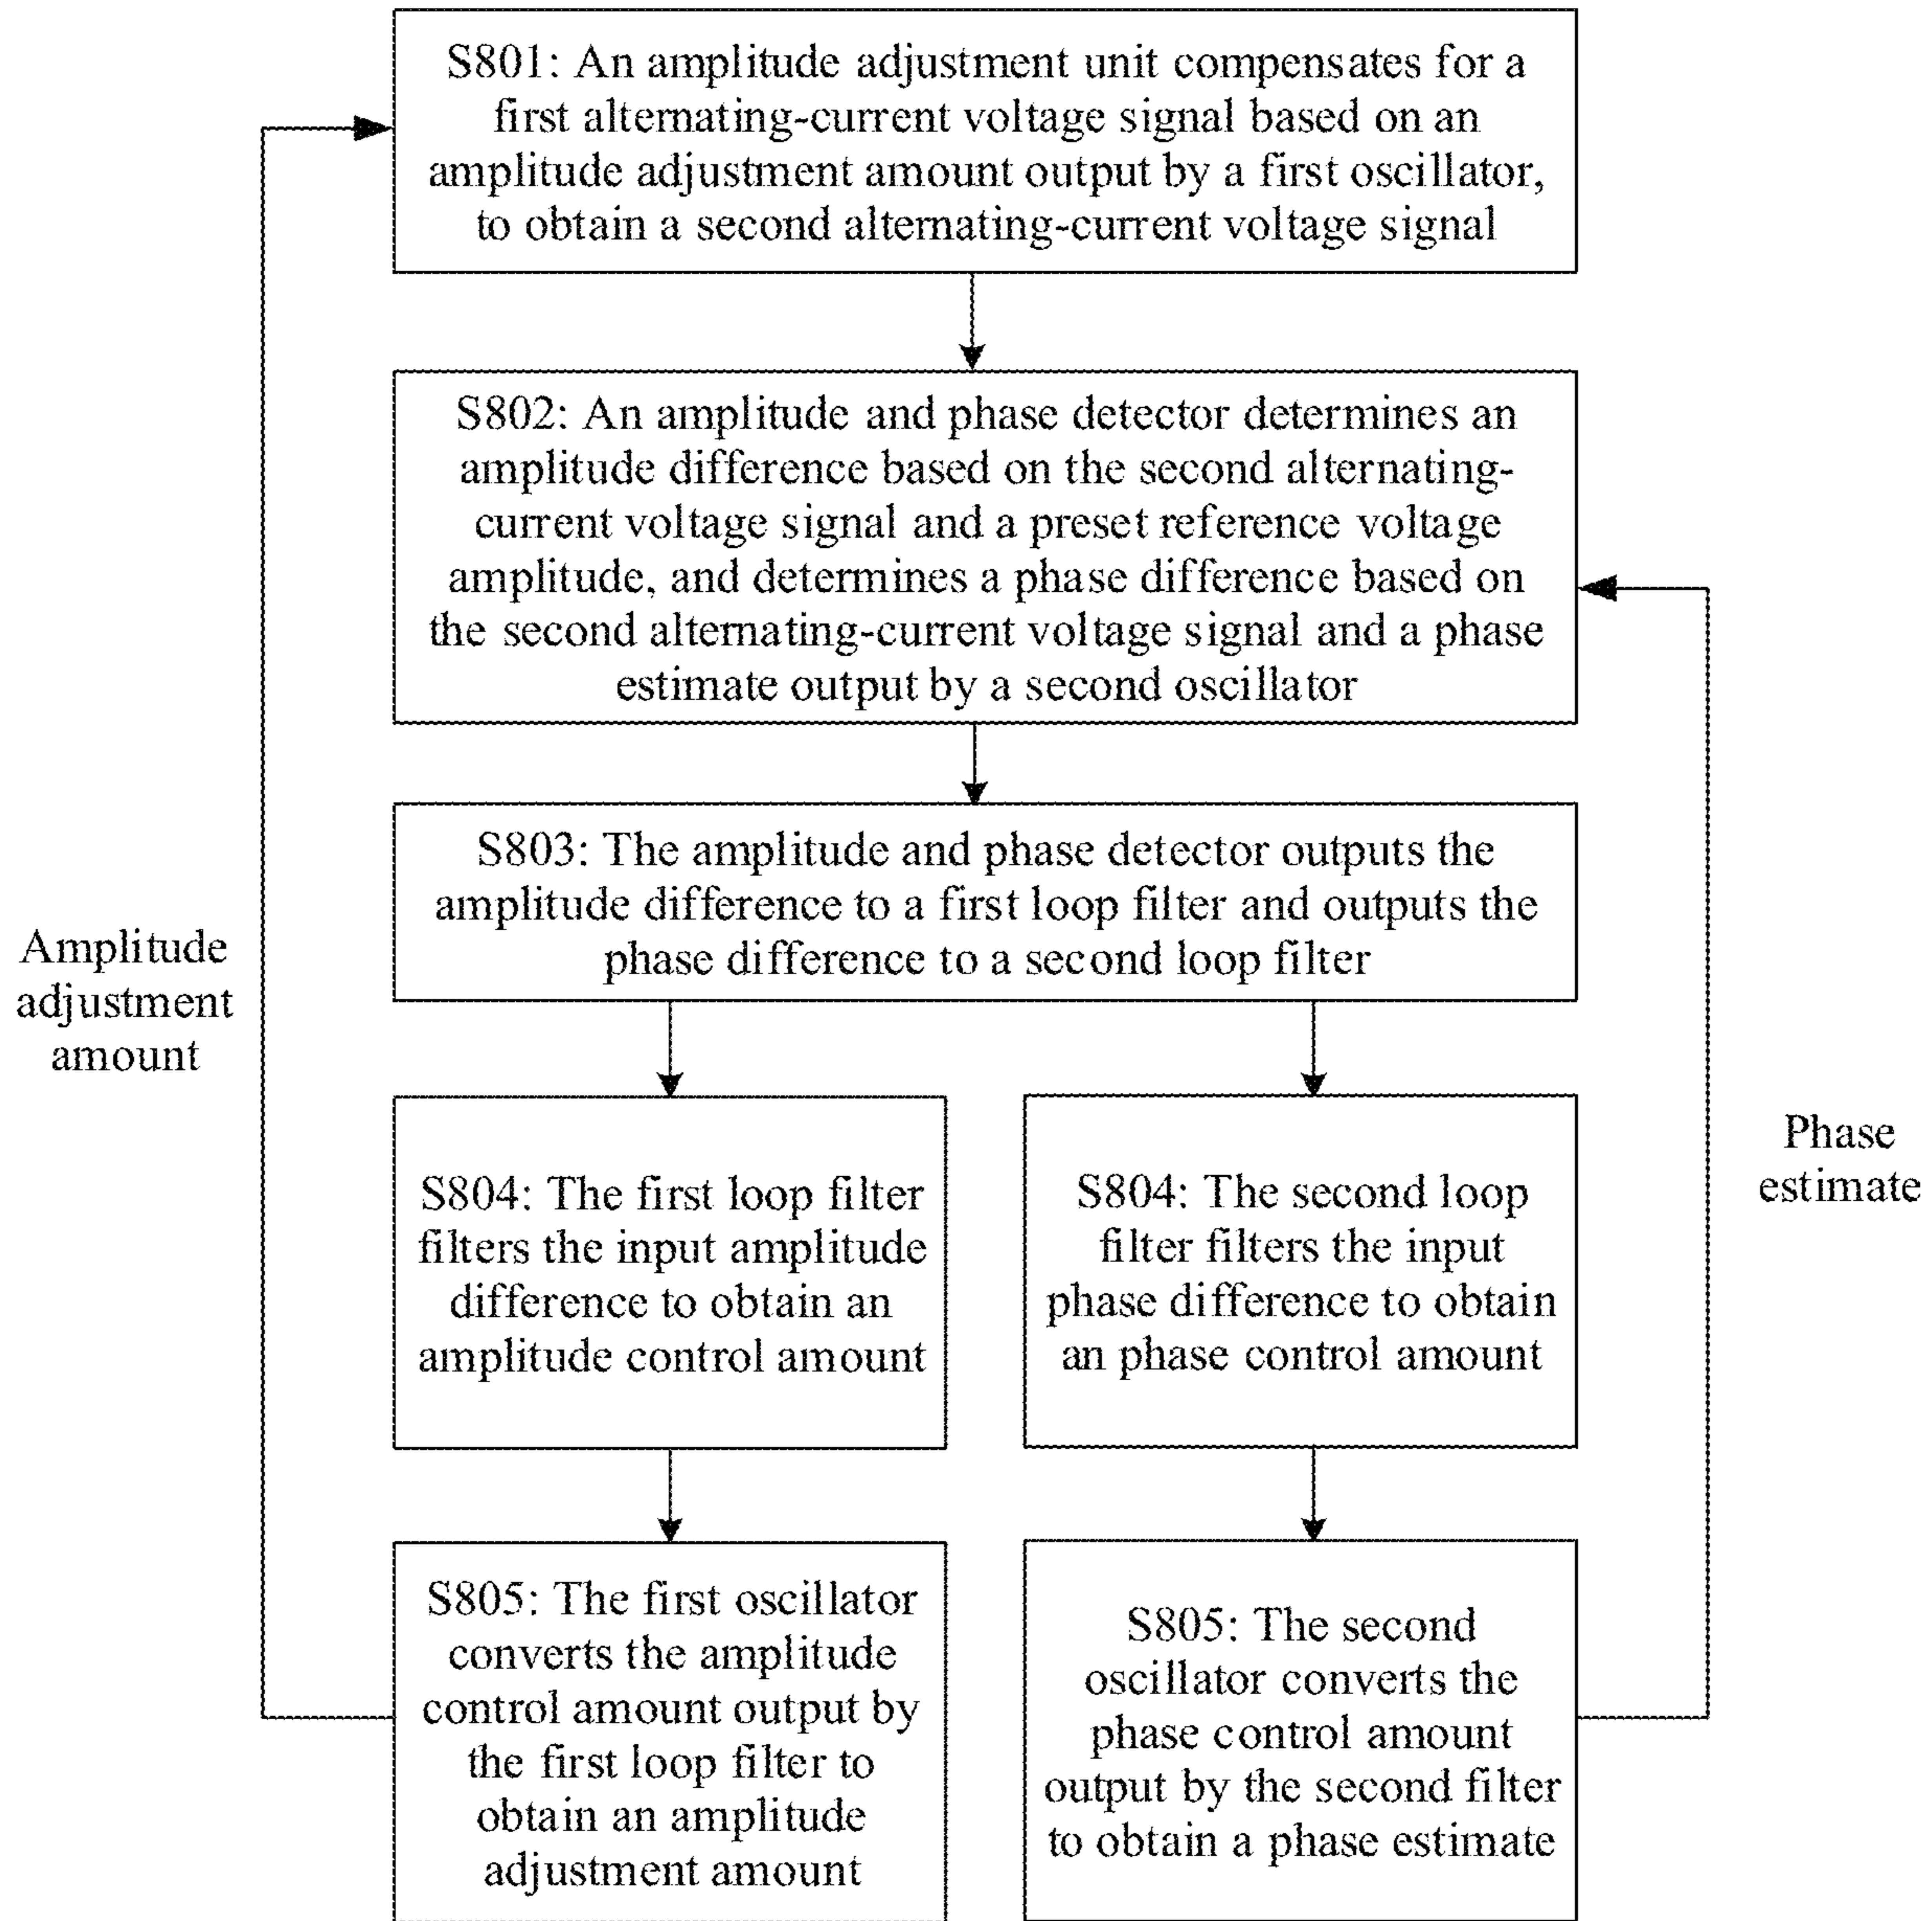 S801: An amplitude adjustment unit compensates for a
first alternating-current voltage signal based on an
amplitude adjustment amount output by a first oscillator,
to obtain a second alternating-current voltage signal
S802: An amplitude and phase detector determines an
amplitude difference based on the second alternating-
current voltage signal and a preset reference voltage
amplitude, and determines a phase difference based on
the second alternating-current voltage signal and a phase
estimate output by a second oscillator
S803: The amplitude and phase detector outputs the
amplitude difference to a first loop filter and outputs the
phase difference to a second loop filter
Amplitude
adjustment
amount
S804: The first loop filter
filters the input amplitude
difference to obtain an
amplitude control amount
S804: The second loop
filter filters the input
phase difference to obtain
an phase control amount
Phase
estimate
S805: The first oscillator
converts the amplitude
control amount output by
the first loop filter to
obtain an amplitude
adjustment amount
S805: The second
oscillator converts the
phase control amount
output by the second filter
to obtain a phase estimate